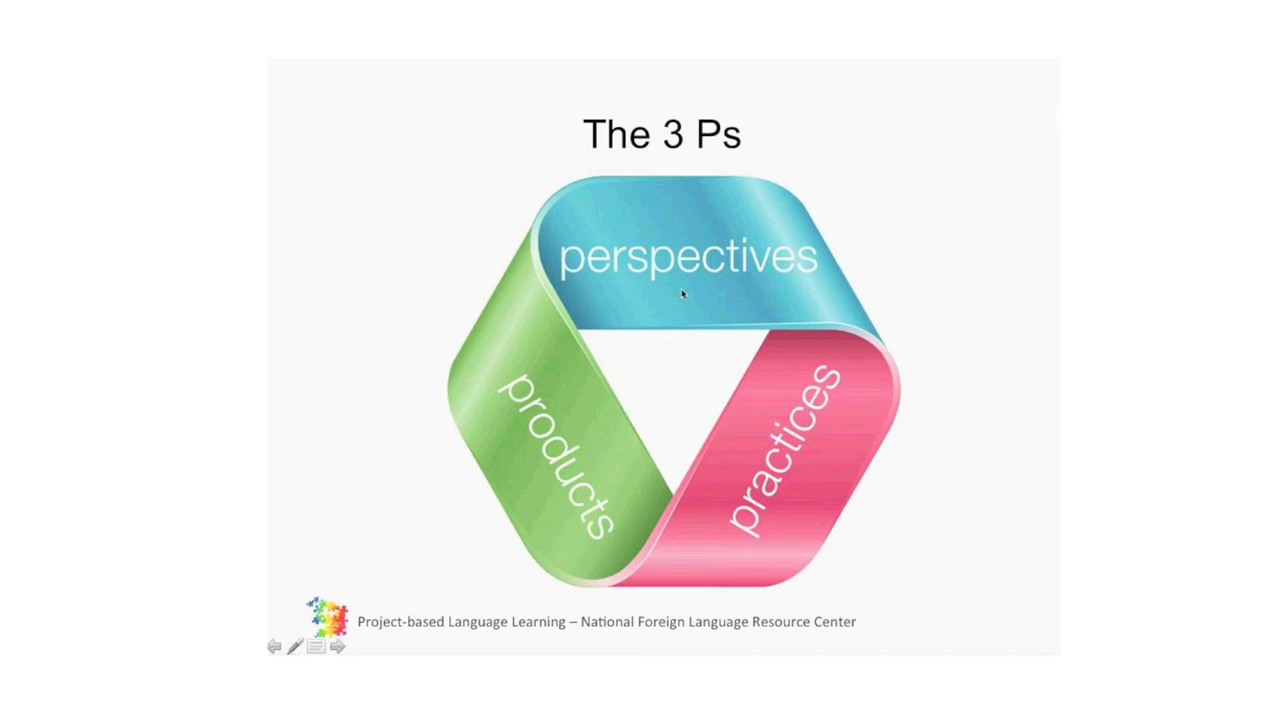 The 3 Ps
perspectives
products
practices
Project-based Language Learning – National Foreign Language Resource Center